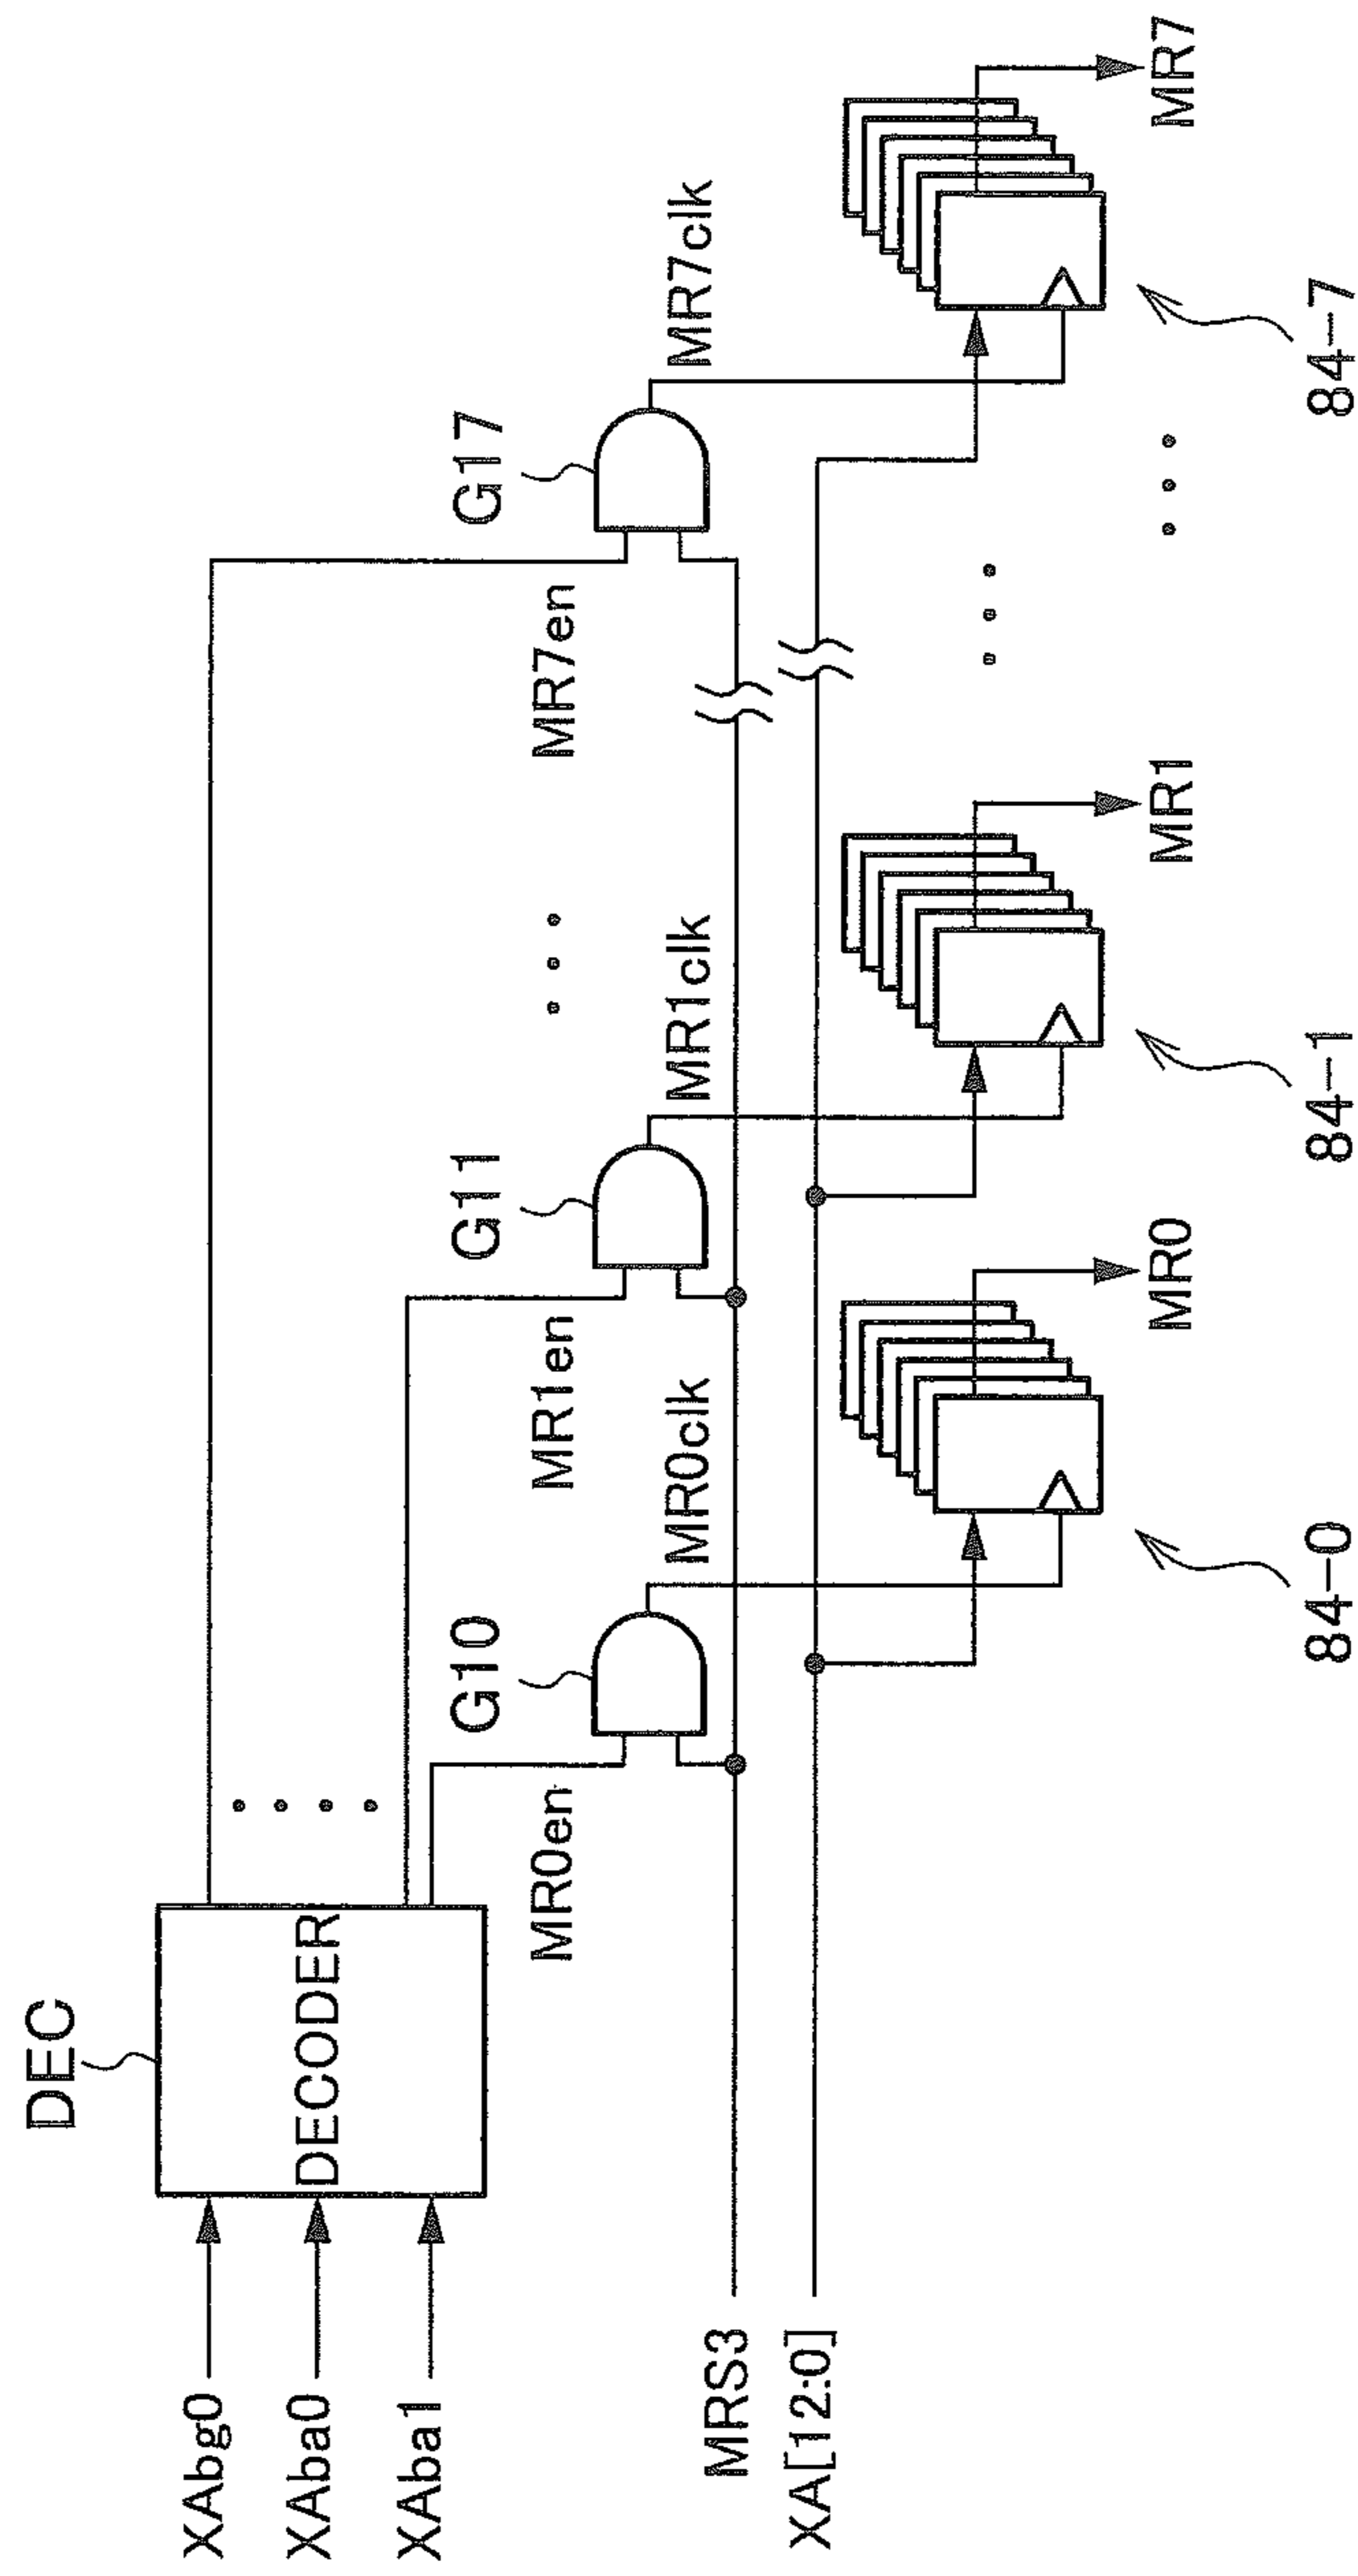 DEC
DECODER
XAbg0
XAba0
XAba1
MRS3
XA[12:0]
MR0en
G10
MR0clk
MR1en
G11
MR1clk
MR7en
G17
MR7clk
MR0
MR1
MR7
84-0
84-1
84-7